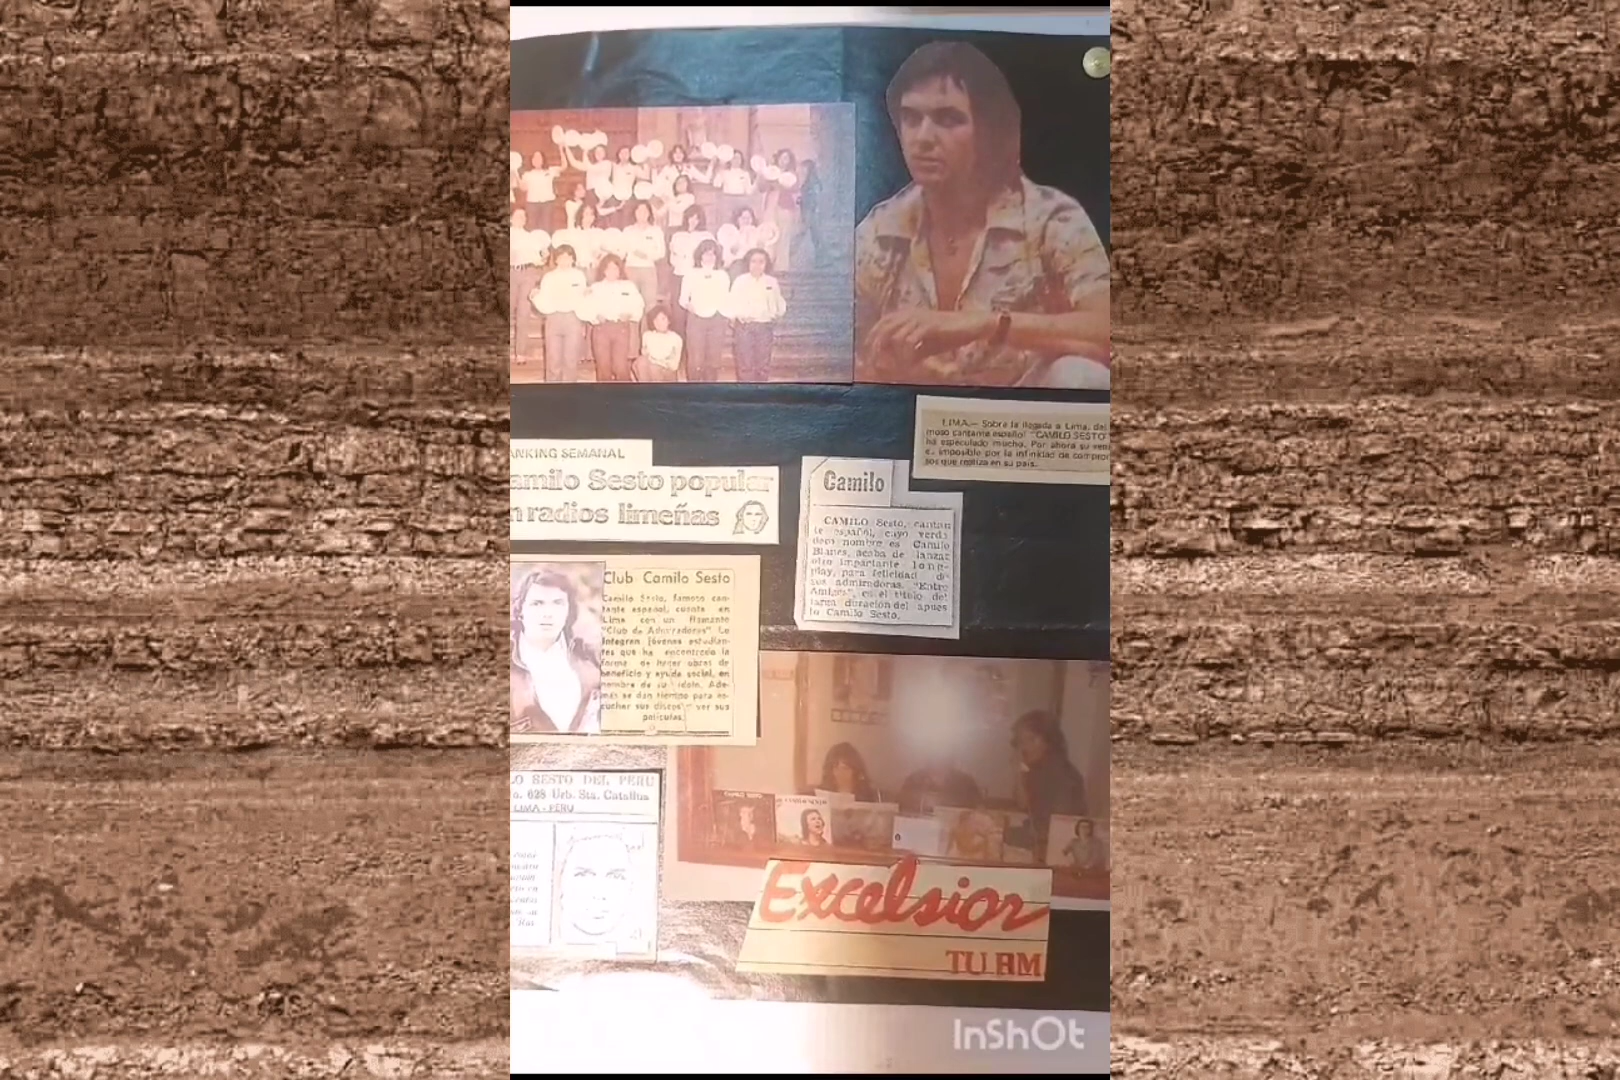 LIMA.— Sobre la llegada a Lima, del
moso cantante español "CAMILO SESTO"
ha especulado mucho. Por ahora su
es imposible por la infinidad de compro
sos que realiza en su país.
ANKING SEMANAL
amilo Sesto popular
n radios limeñas
Camilo
CAMILO Sesto, cantan
te español, cuyo verda
dero nombre es Camilo
Blanes, acaba de lanzar
otro importante long-
play, para felicidad de
sus admiradoras. "Entre
Amigos", es el título del
larga duración del apues
to Camilo Sesto.
Club Camilo Sesto
Camilo Sesto, famoso can-
tante español, cuenta en
Lima con un flamante
"Club de Admiradoras". Lo
integran jóvenes estudian-
tes que ha encontrado la
forma de hacer obras de
beneficio y ayuda social, en
nombre de su ídolo. Ade-
más se dan tiempo para es-
cuchar sus discos y ver sus
películas.
LO SESTO DEL PERU
a. 628 Urb. Sta. Catalina
LIMA - PERU
CAMILO SESTO
Excelsior
TU FM
InShOt